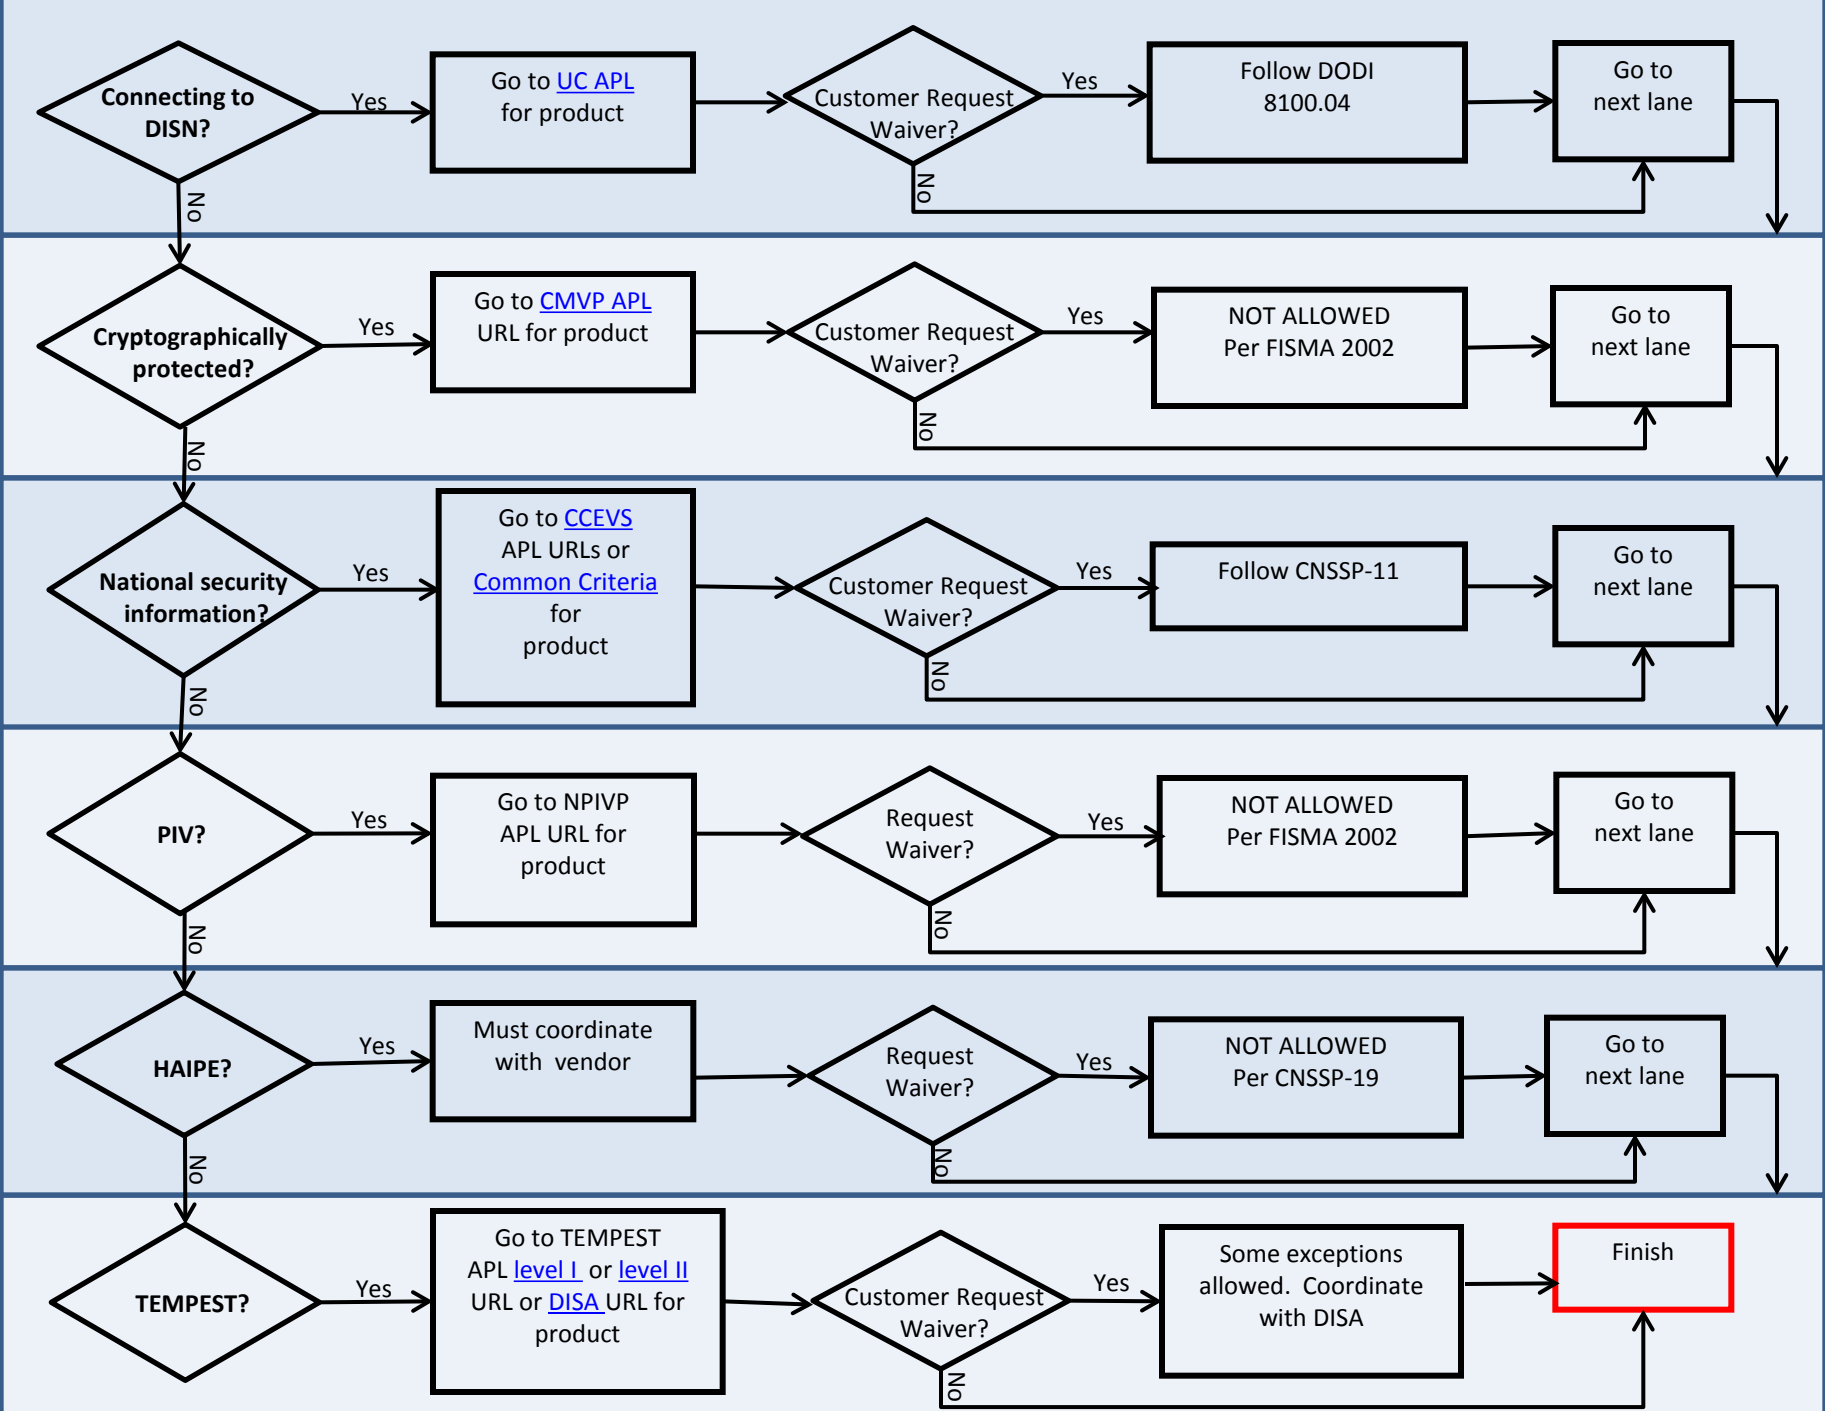 Connecting to
DISN?
Yes
Go to UC APL
for product
Customer Request
Waiver?
Yes
Follow DODI
8100.04
Go to
next lane
No
No
Cryptographically
protected?
Yes
Go to CMVP APL
URL for product
Customer Request
Waiver?
Yes
NOT ALLOWED
Per FISMA 2002
Go to
next lane
No
No
National security
information?
Yes
Go to CCEVS
APL URLs or
Common Criteria
for
product
Customer Request
Waiver?
Yes
Follow CNSSP-11
Go to
next lane
No
No
PIV?
Yes
Go to NPIVP
APL URL for
product
Request
Waiver?
Yes
NOT ALLOWED
Per FISMA 2002
Go to
next lane
No
No
HAIPE?
Yes
Must coordinate
with vendor
Request
Waiver?
Yes
NOT ALLOWED
Per CNSSP-19
Go to
next lane
No
No
TEMPEST?
Yes
Go to TEMPEST
APL level I or level II
URL or DISA URL for
product
Customer Request
Waiver?
Yes
Some exceptions
allowed. Coordinate
with DISA
Finish
No